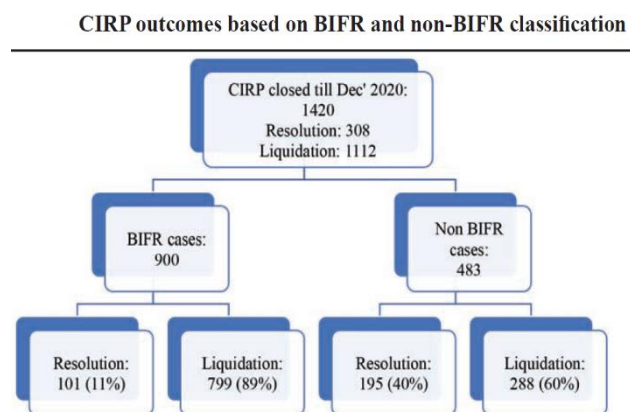 CIRP outcomes based on BIFR and non-BIFR classification
CIRP closed till Dec' 2020:
1420
Resolution: 308
Liquidation: 1112
BIFR cases:
900
Non BIFR
cases:
483
Resolution:
101 (11%)
Liquidation:
799 (89%)
Resolution:
195 (40%)
Liquidation:
288 (60%)